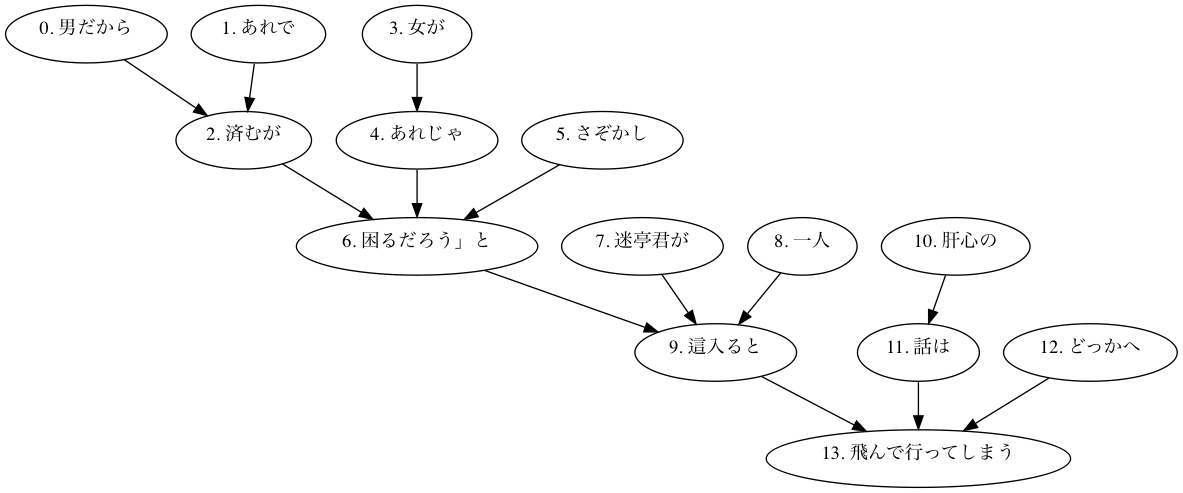 0. 男だから
1. あれで
3. 女が
2. 済むが
4. あれじゃ
5. さぞかし
6. 困るだろう」と
7. 迷亭君が
8. 一人
10. 肝心の
9. 這入ると
11. 話は
12. どっかへ
13. 飛んで行ってしまう